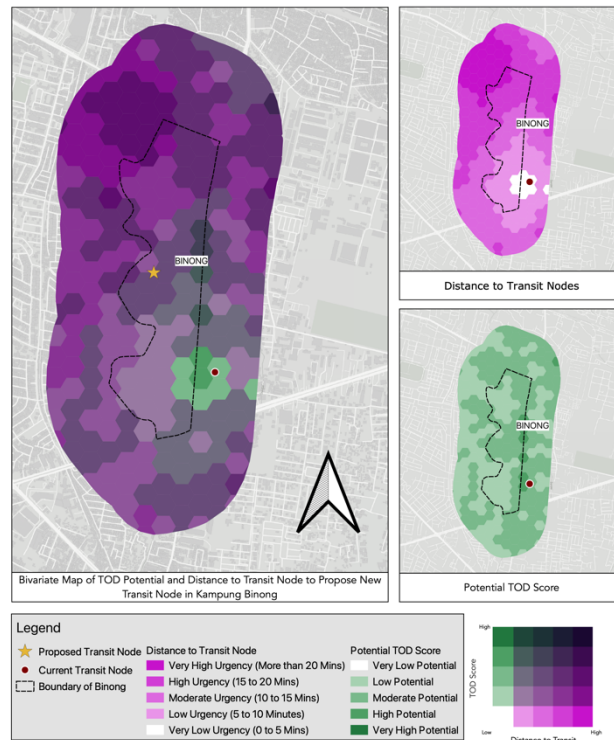 BINONG
Bivariate Map of TOD Potential and Distance to Transit Node to Propose New
Transit Node in Kampung Binong
BINONG
Distance to Transit Nodes
BINONG
Potential TOD Score
Legend
Proposed Transit Node
Current Transit Node
Boundary of Binong
Distance to Transit Node
Very High Urgency (More than 20 Mins)
High Urgency (15 to 20 Mins)
Moderate Urgency (10 to 15 Mins)
Low Urgency (5 to 10 Minutes)
Very Low Urgency (0 to 5 Mins)
Potential TOD Score
Very Low Potential
Low Potential
Moderate Potential
High Potential
Very High Potential
High
TOD Score
Low
High
Distance to Transit